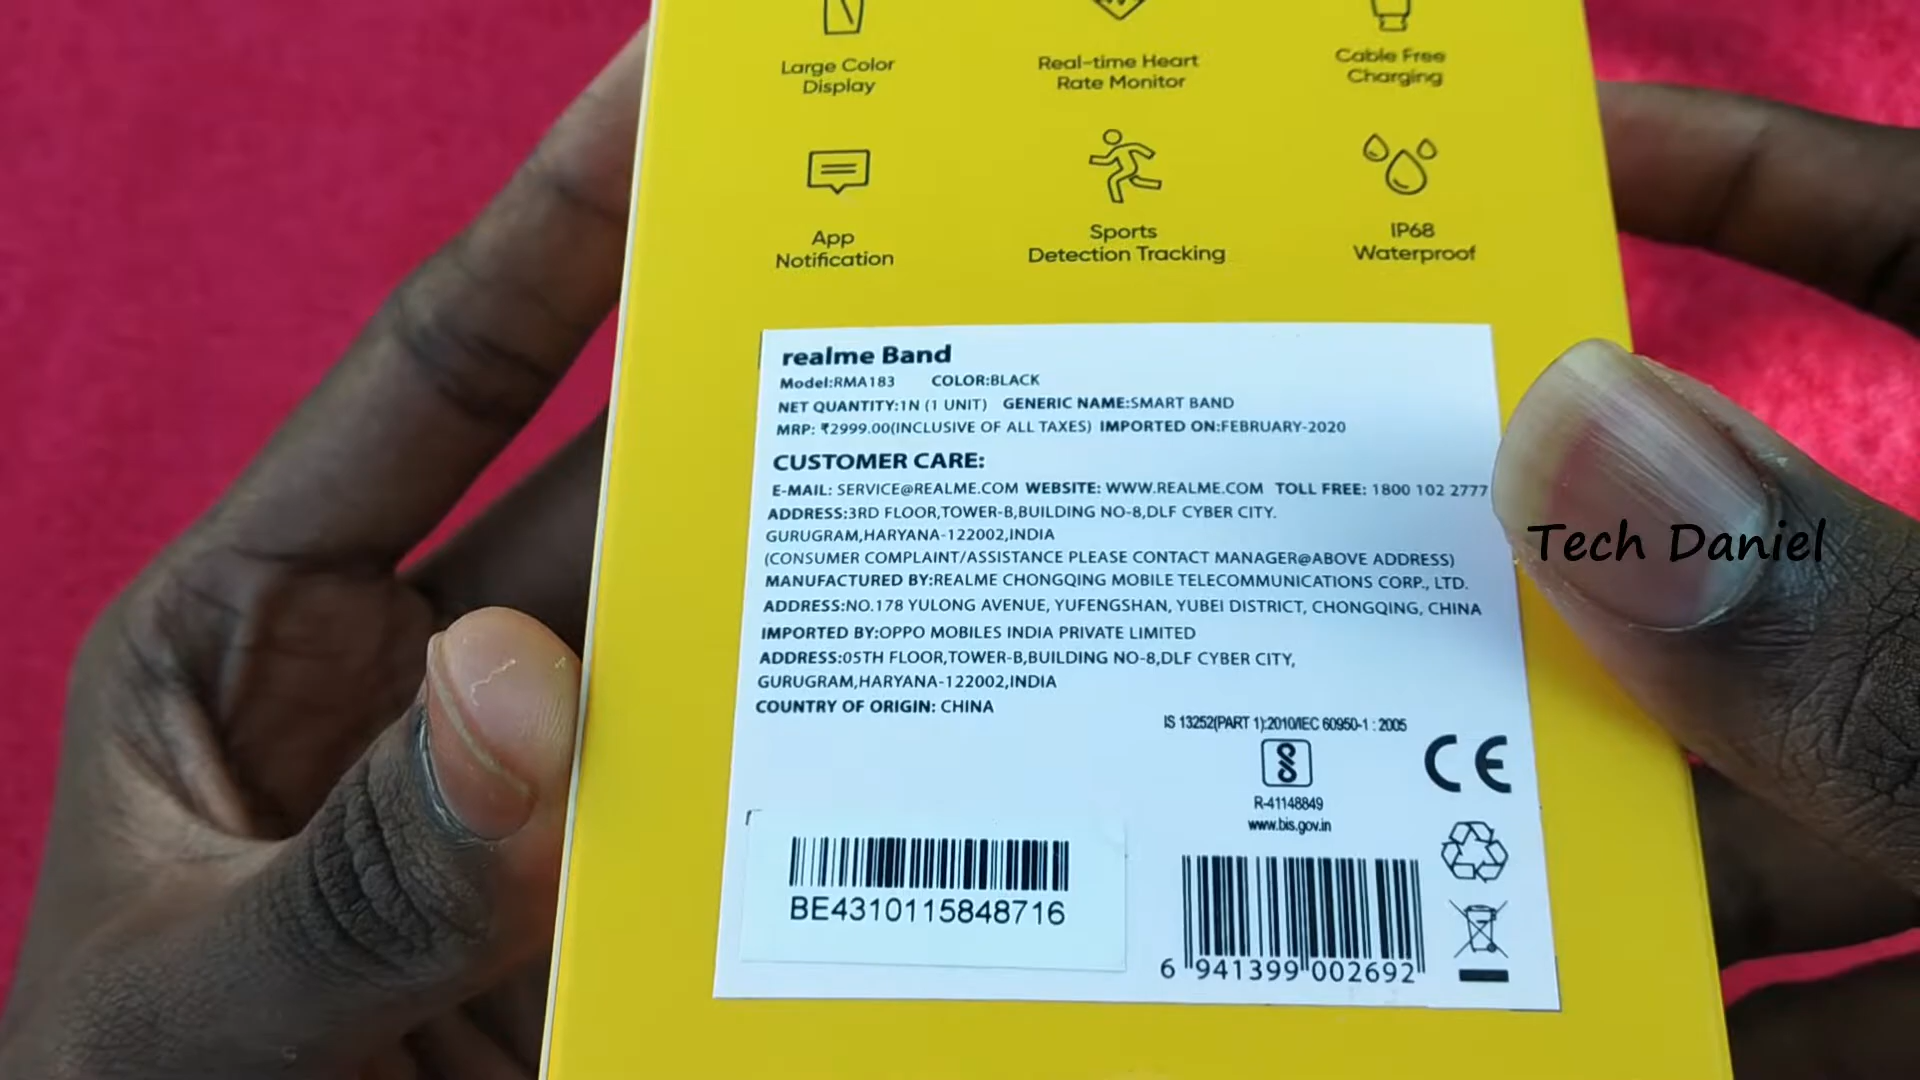 Large Color
Display
Real-time Heart
Rate Monitor
Cable Free
Charging
App
Notification
Sports
Detection Tracking
IP68
Waterproof
realme Band
Model:RMA183 COLOR:BLACK
NET QUANTITY:1N (1 UNIT) GENERIC NAME:SMART BAND
MRP: ₹2999.00(INCLUSIVE OF ALL TAXES) IMPORTED ON:FEBRUARY-2020
CUSTOMER CARE:
E-MAIL: SERVICE@REALME.COM WEBSITE: WWW.REALME.COM TOLL FREE: 1800 102 2777
ADDRESS:3RD FLOOR,TOWER-B,BUILDING NO-8,DLF CYBER CITY.
GURUGRAM,HARYANA-122002,INDIA
(CONSUMER COMPLAINT/ASSISTANCE PLEASE CONTACT MANAGER@ABOVE ADDRESS)
MANUFACTURED BY:REALME CHONGQING MOBILE TELECOMMUNICATIONS CORP., LTD.
ADDRESS:NO.178 YULONG AVENUE, YUFENGSHAN, YUBEI DISTRICT, CHONGQING, CHINA
IMPORTED BY:OPPO MOBILES INDIA PRIVATE LIMITED
ADDRESS:05TH FLOOR,TOWER-B,BUILDING NO-8,DLF CYBER CITY,
GURUGRAM,HARYANA-122002,INDIA
COUNTRY OF ORIGIN: CHINA
IS 13252(PART 1):2010/IEC 60950-1 : 2005
R-41148849
www.bis.gov.in
CE
BE4310115848716
6 941399 002692
Tech Daniel